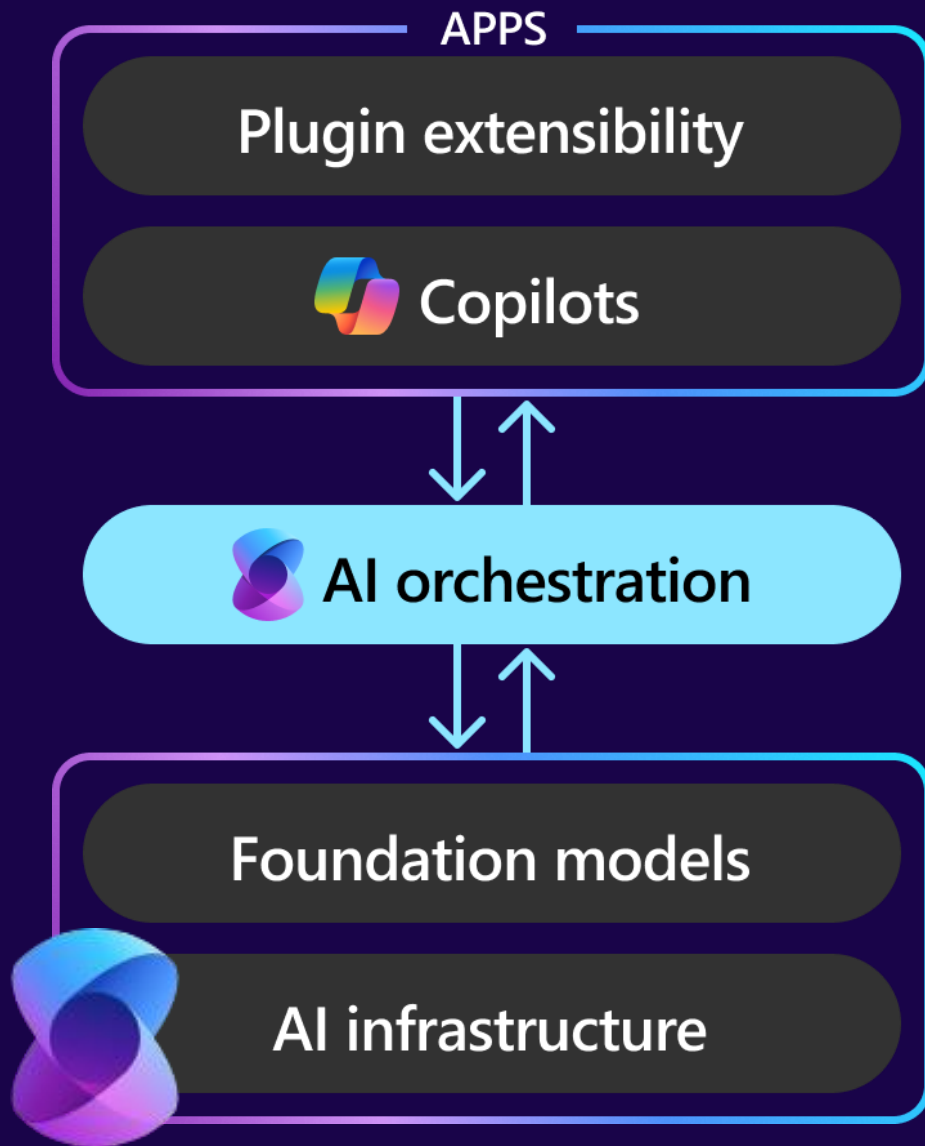 APPS
Plugin extensibility
Copilots
AI orchestration
Foundation models
AI infrastructure